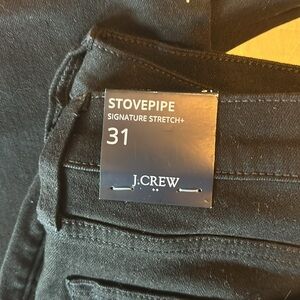 STOVEPIPE
SIGNATURE STRETCH+
31
J.CREW